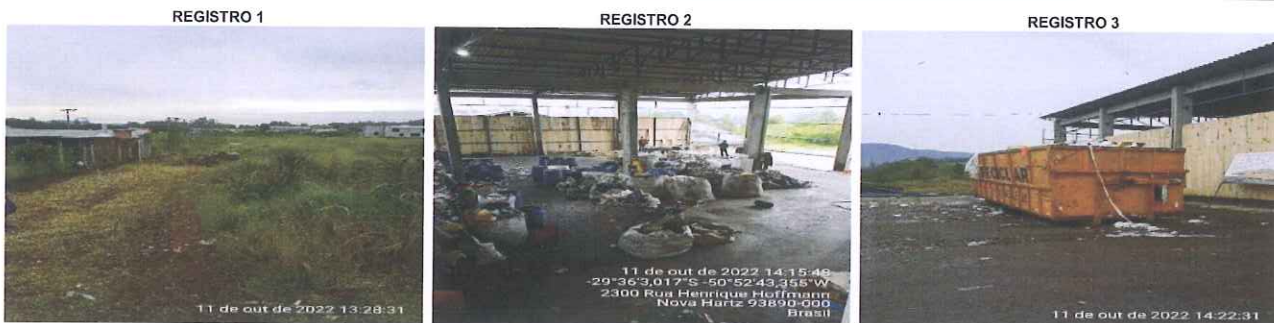 REGISTRO 1
11 de out de 2022 13:28:31
REGISTRO 2
11 de out de 2022 14:15:48
-29°36'3,017"S -50°52'43,355"W
2300 Rua Henrique Hoffmann
Nova Hartz 93890-000
Brasil
REGISTRO 3
11 de out de 2022 14:22:31